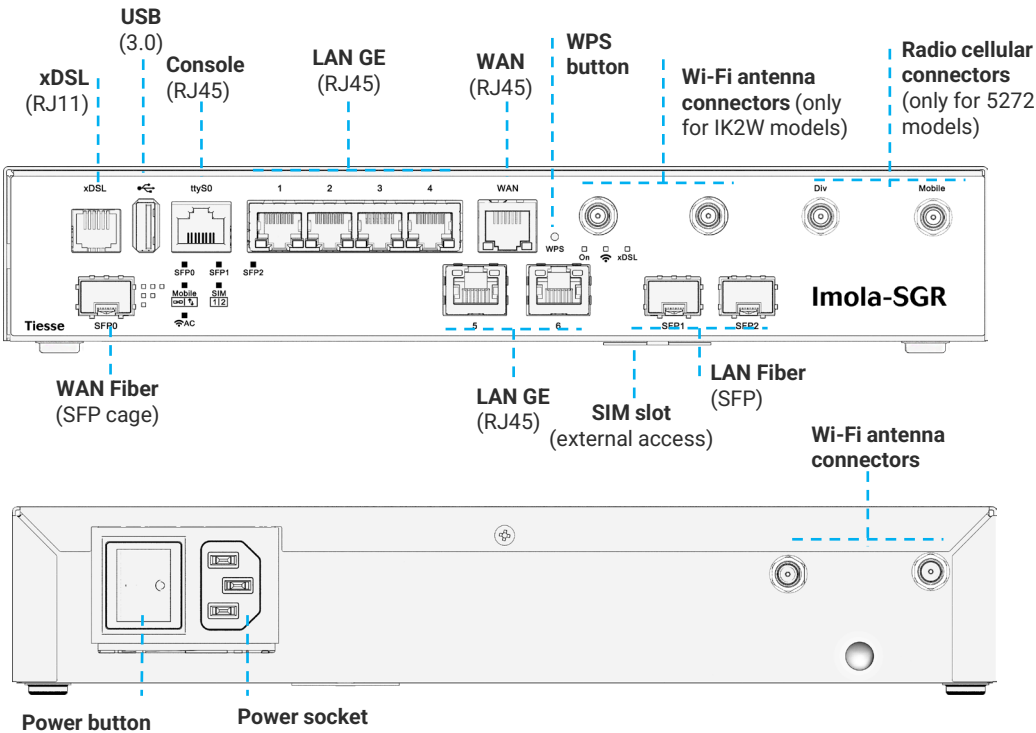 USB
(3.0)
xDSL
(RJ11)
Console
(RJ45)
LAN GE
(RJ45)
WAN
(RJ45)
WPS
button
Wi-Fi antenna
connectors (only
for IK2W models)
Radio cellular
connectors
(only for 5272
models)
xDSL
ttyS0
1
2
3
4
WAN
Div
Mobile
WPS
On
xDSL
SFP0
SFP1
SFP2
Mobile
SIM
1 2
AC
Tiesse
SFP0
5
6
SFP1
SFP2
Imola-SGR
WAN Fiber
(SFP cage)
LAN GE
(RJ45)
SIM slot
(external access)
LAN Fiber
(SFP)
Wi-Fi antenna
connectors
Power button
Power socket